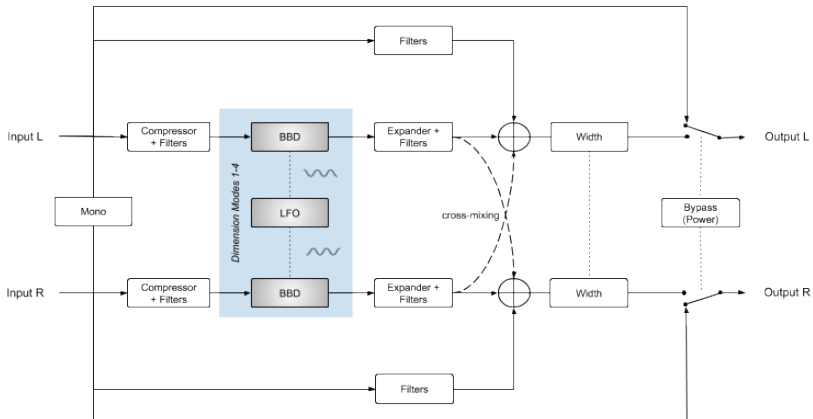 Filters
Input L
Compressor
+ Filters
BBD
Expander +
Filters
Width
Output L
Dimension Modes 1-4
Mono
LFO
cross-mixing
Bypass
(Power)
Input R
Compressor
+ Filters
BBD
Expander +
Filters
Width
Output R
Filters